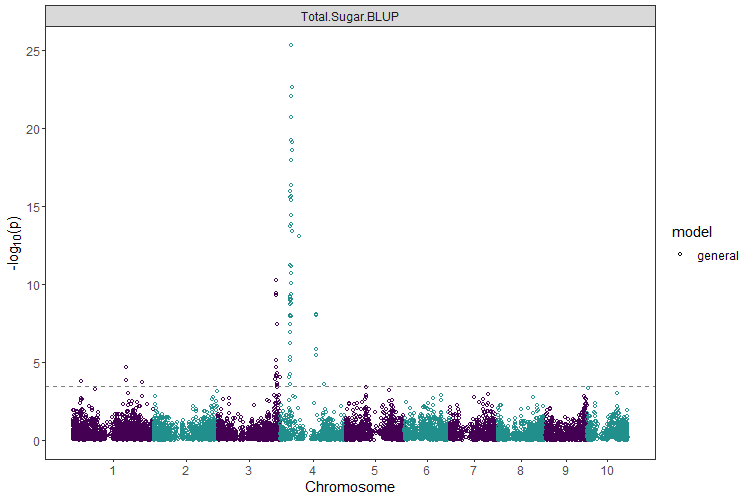 Total.Sugar.BLUP
25
20
15
10
5
0
-log10(p)
1 2 3 4 5 6 7 8 9 10
Chromosome
model
general